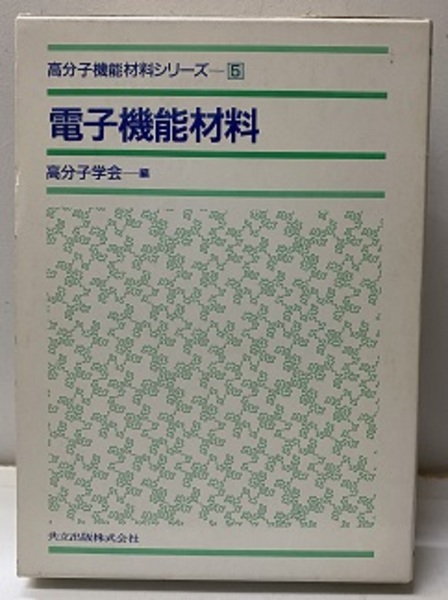 高分子機能材料シリーズ—5
電子機能材料
高分子学会—編
共立出版株式会社